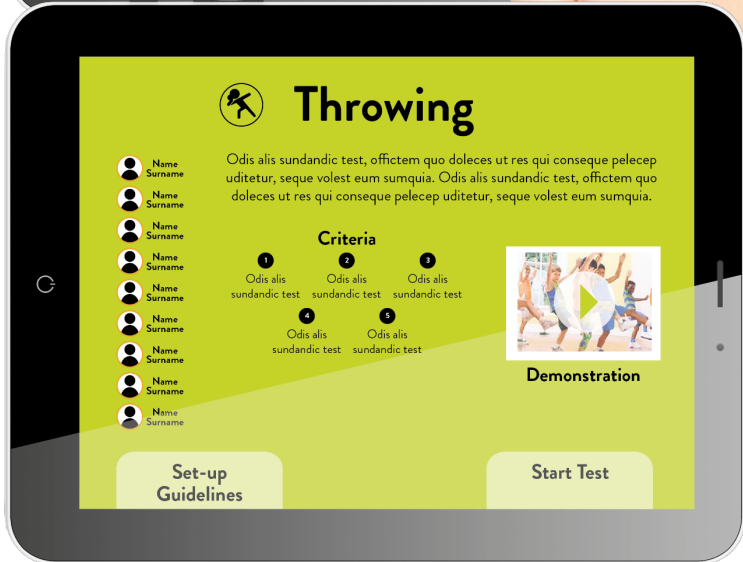 Throwing
Odis alis sundandic test, offictem quo doleces ut res qui conseque pelecep
uditetur, seque volest eum sumquia. Odis alis sundandic test, offictem quo
doleces ut res qui conseque pelecep uditetur, seque volest eum sumquia.
Name
Surname
Name
Surname
Name
Surname
Name
Surname
Name
Surname
Name
Surname
Name
Surname
Name
Surname
Name
Surname
Criteria
1
Odis alis
sundandic test
2
Odis alis
sundandic test
3
Odis alis
sundandic test
4
Odis alis
sundandic test
5
Odis alis
sundandic test
Demonstration
Set-up
Guidelines
Start Test